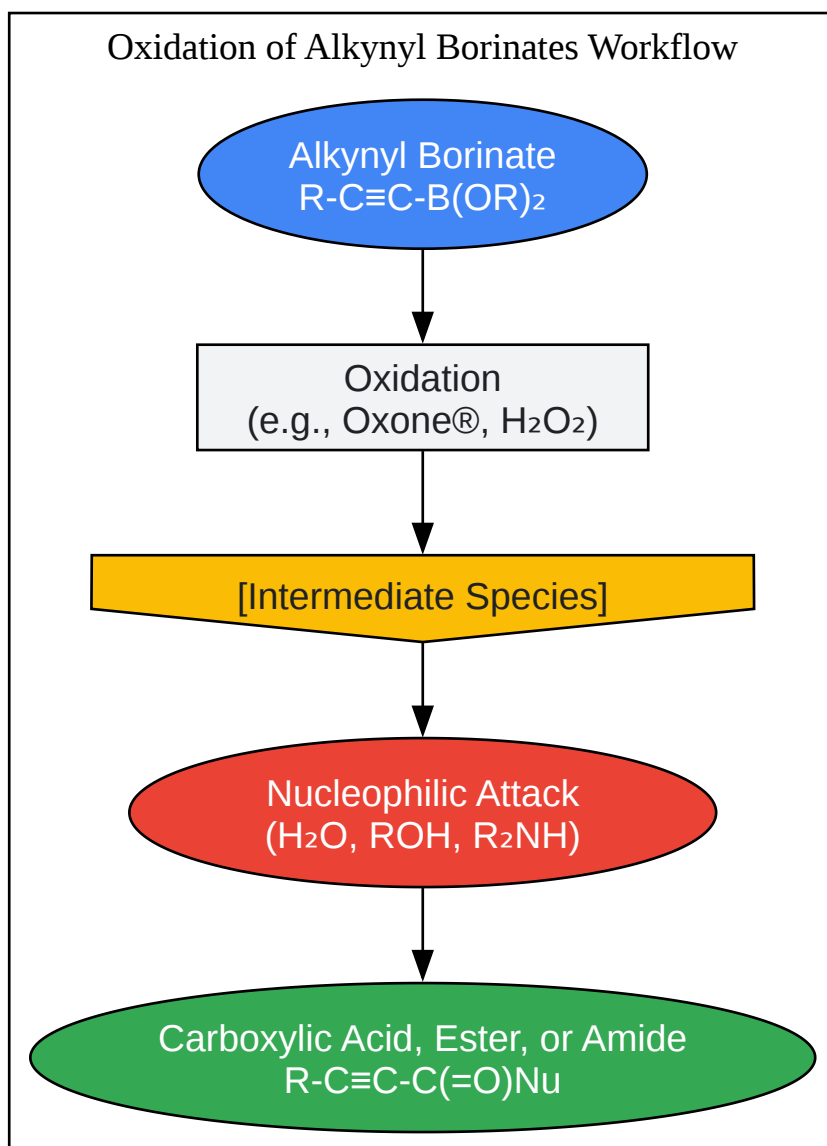 Oxidation of Alkynyl Borinates Workflow
Alkynyl Borinate
R-C≡C-B(OR)₂
Oxidation
(e.g., Oxone®, H₂O₂)
[Intermediate Species]
Nucleophilic Attack
(H₂O, ROH, R₂NH)
Carboxylic Acid, Ester, or Amide
R-C≡C-C(=O)Nu